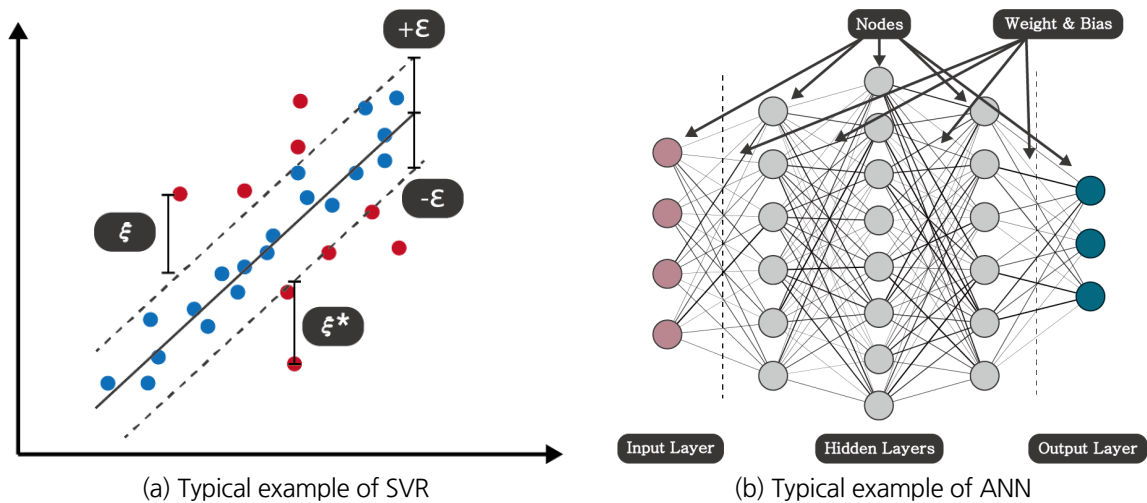 +ε
-ε
ξ
ξ*
(a) Typical example of SVR
Nodes
Weight & Bias
Input Layer
Hidden Layers
Output Layer
(b) Typical example of ANN